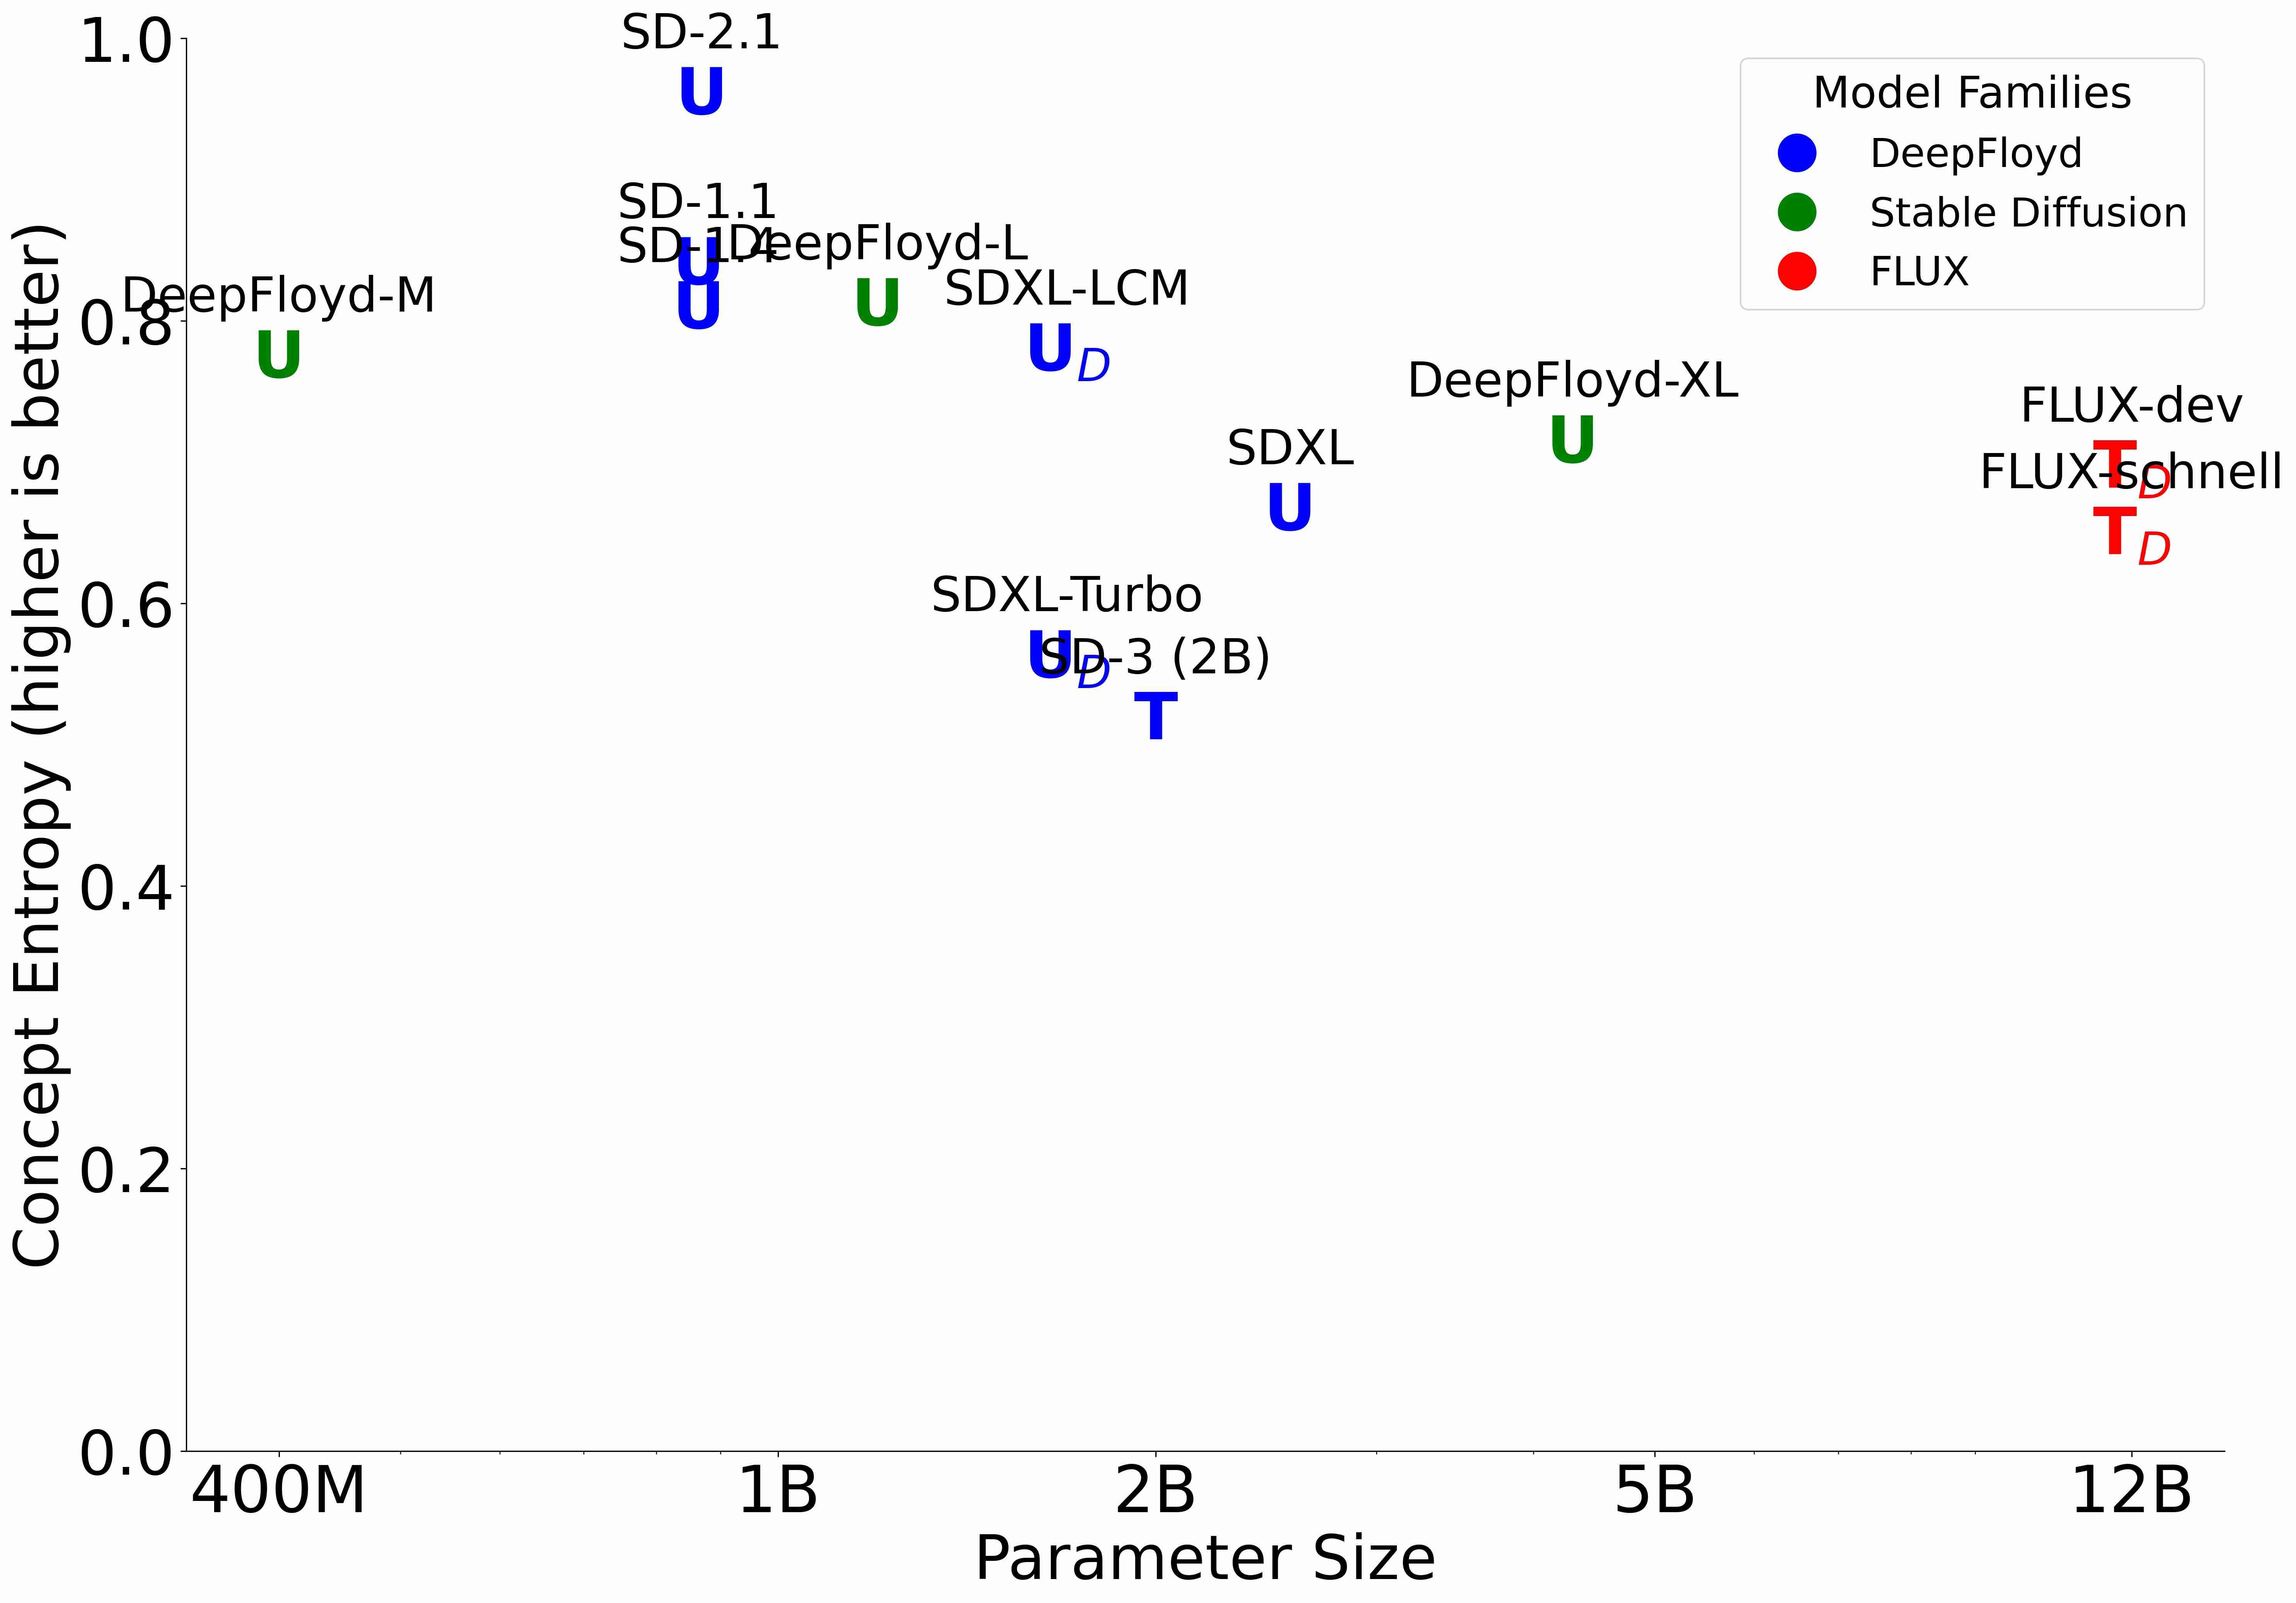 SD-2.1
U
SD-1.1
U
SD-1.4
U
DeepFloyd-L
U
DeepFloyd-M
U
SDXL-LCM
U D
DeepFloyd-XL
U
SDXL
U
FLUX-dev
T D
FLUX-schnell
T D
SDXL-Turbo
U D
SD-3 (2B)
T
Model Families
DeepFloyd
Stable Diffusion
FLUX
Concept Entropy (higher is better)
1.0
0.8
0.6
0.4
0.2
0.0
400M
1B
2B
5B
12B
Parameter Size